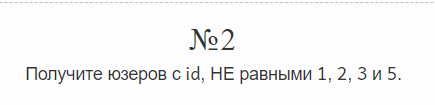 №2
Получите юзеров с id, НЕ равными 1, 2, 3 и 5.